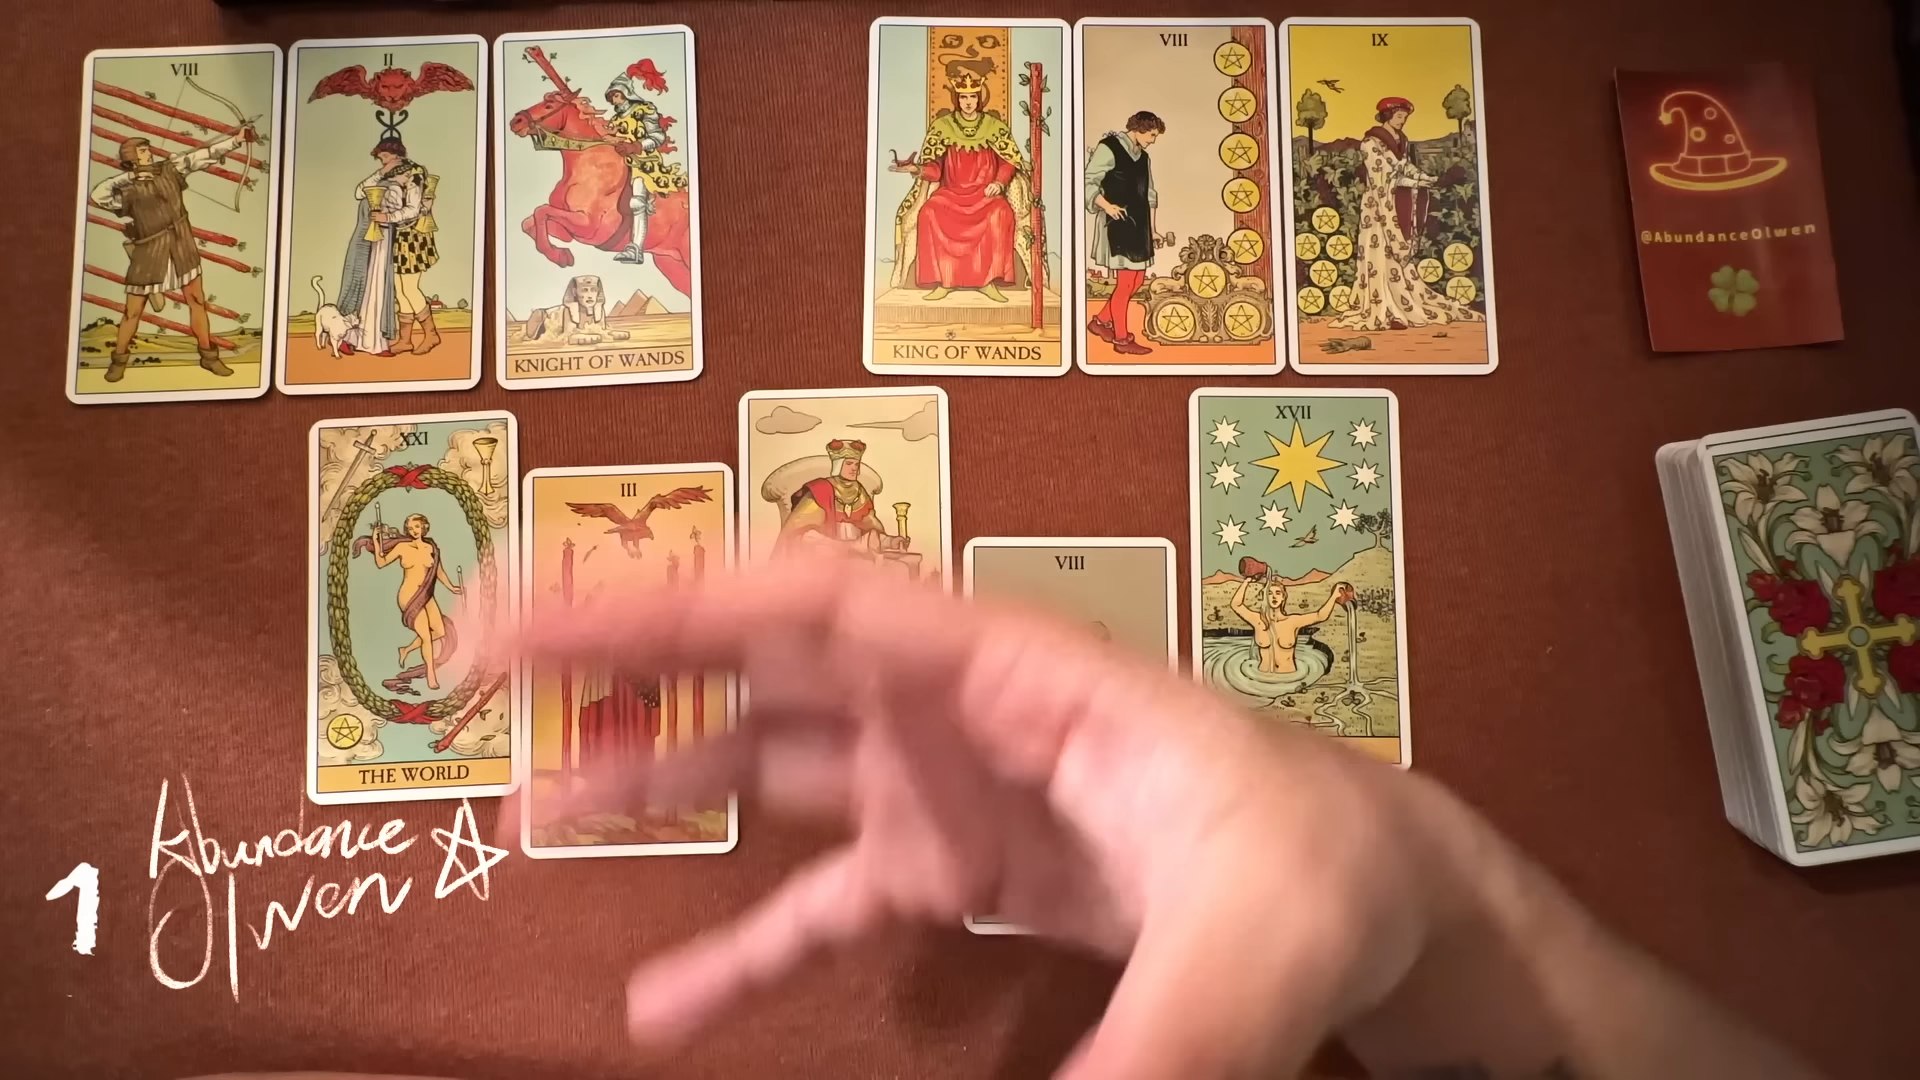 VIII
II
KNIGHT OF WANDS
KING OF WANDS
VIII
IX
@AbundanceOlwen
XXI
THE WORLD
III
VIII
XVII
1
Abundance
Olwen